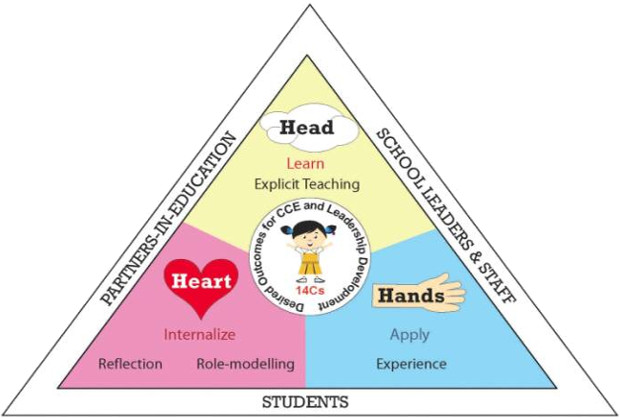 Head
Learn
Explicit Teaching
PARTNERS-IN-EDUCATION
SCHOOL LEADERS & STAFF
Desired Outcomes for CCE and Leadership Development
14Cs
Heart
Internalize
Reflection Role-modelling
Hands
Apply
Experience
STUDENTS